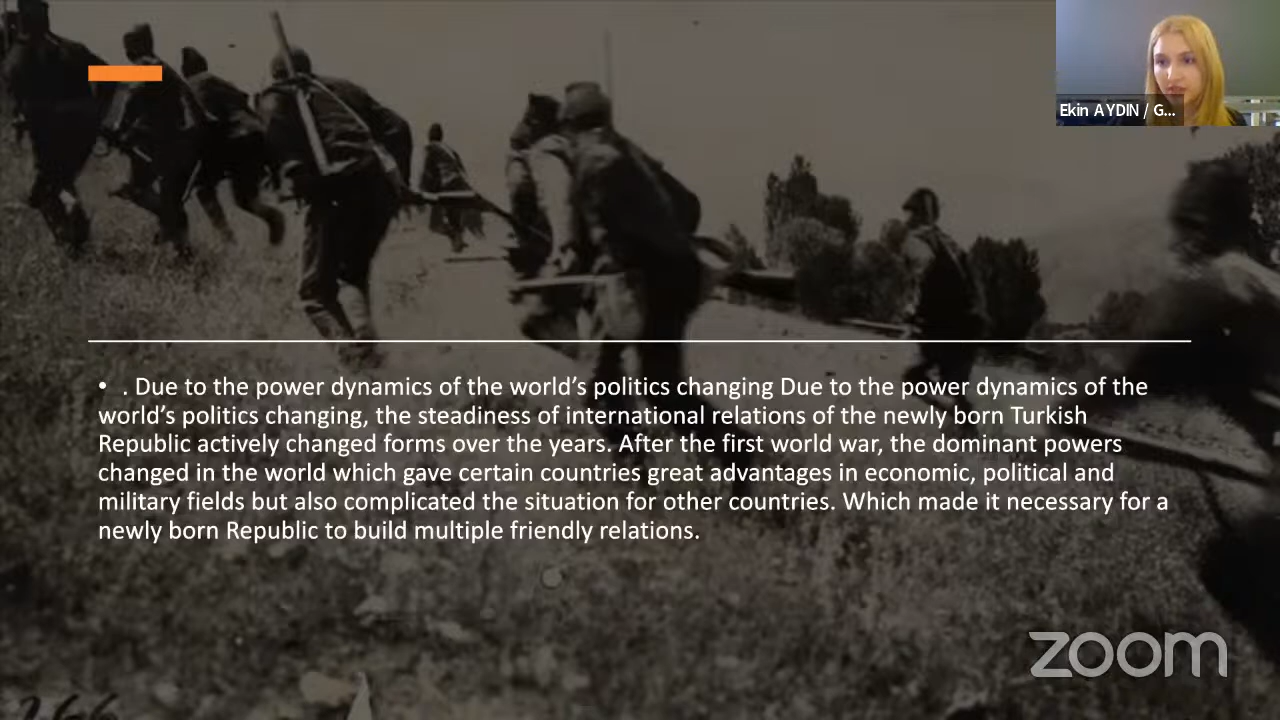 Ekin AYDIN / G...
• . Due to the power dynamics of the world’s politics changing Due to the power dynamics of the
world’s politics changing, the steadiness of international relations of the newly born Turkish
Republic actively changed forms over the years. After the first world war, the dominant powers
changed in the world which gave certain countries great advantages in economic, political and
military fields but also complicated the situation for other countries. Which made it necessary for a
newly born Republic to build multiple friendly relations.
zoom